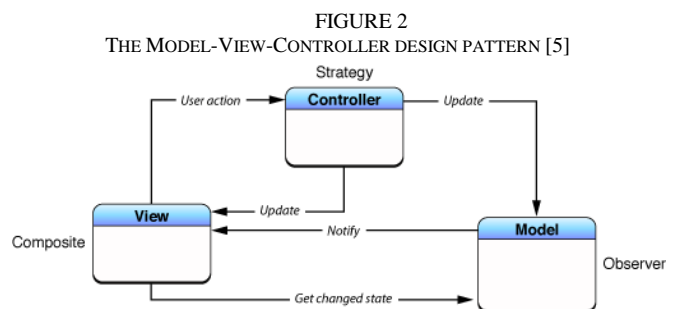 FIGURE 2
THE MODEL-VIEW-CONTROLLER DESIGN PATTERN [5]
Strategy
User action
Controller
Update
View
Update
Notify
Model
Composite
Observer
Get changed state